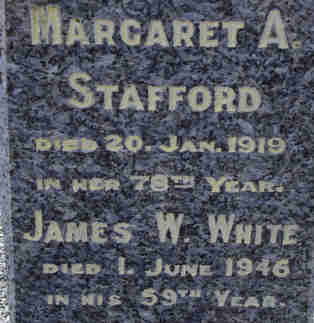 MARGARET A.
STAFFORD
DIED 20. JAN. 1919
IN HER 78TH YEAR.
JAMES W. WHITE
DIED 1. JUNE 1946
IN HIS 59TH YEAR.